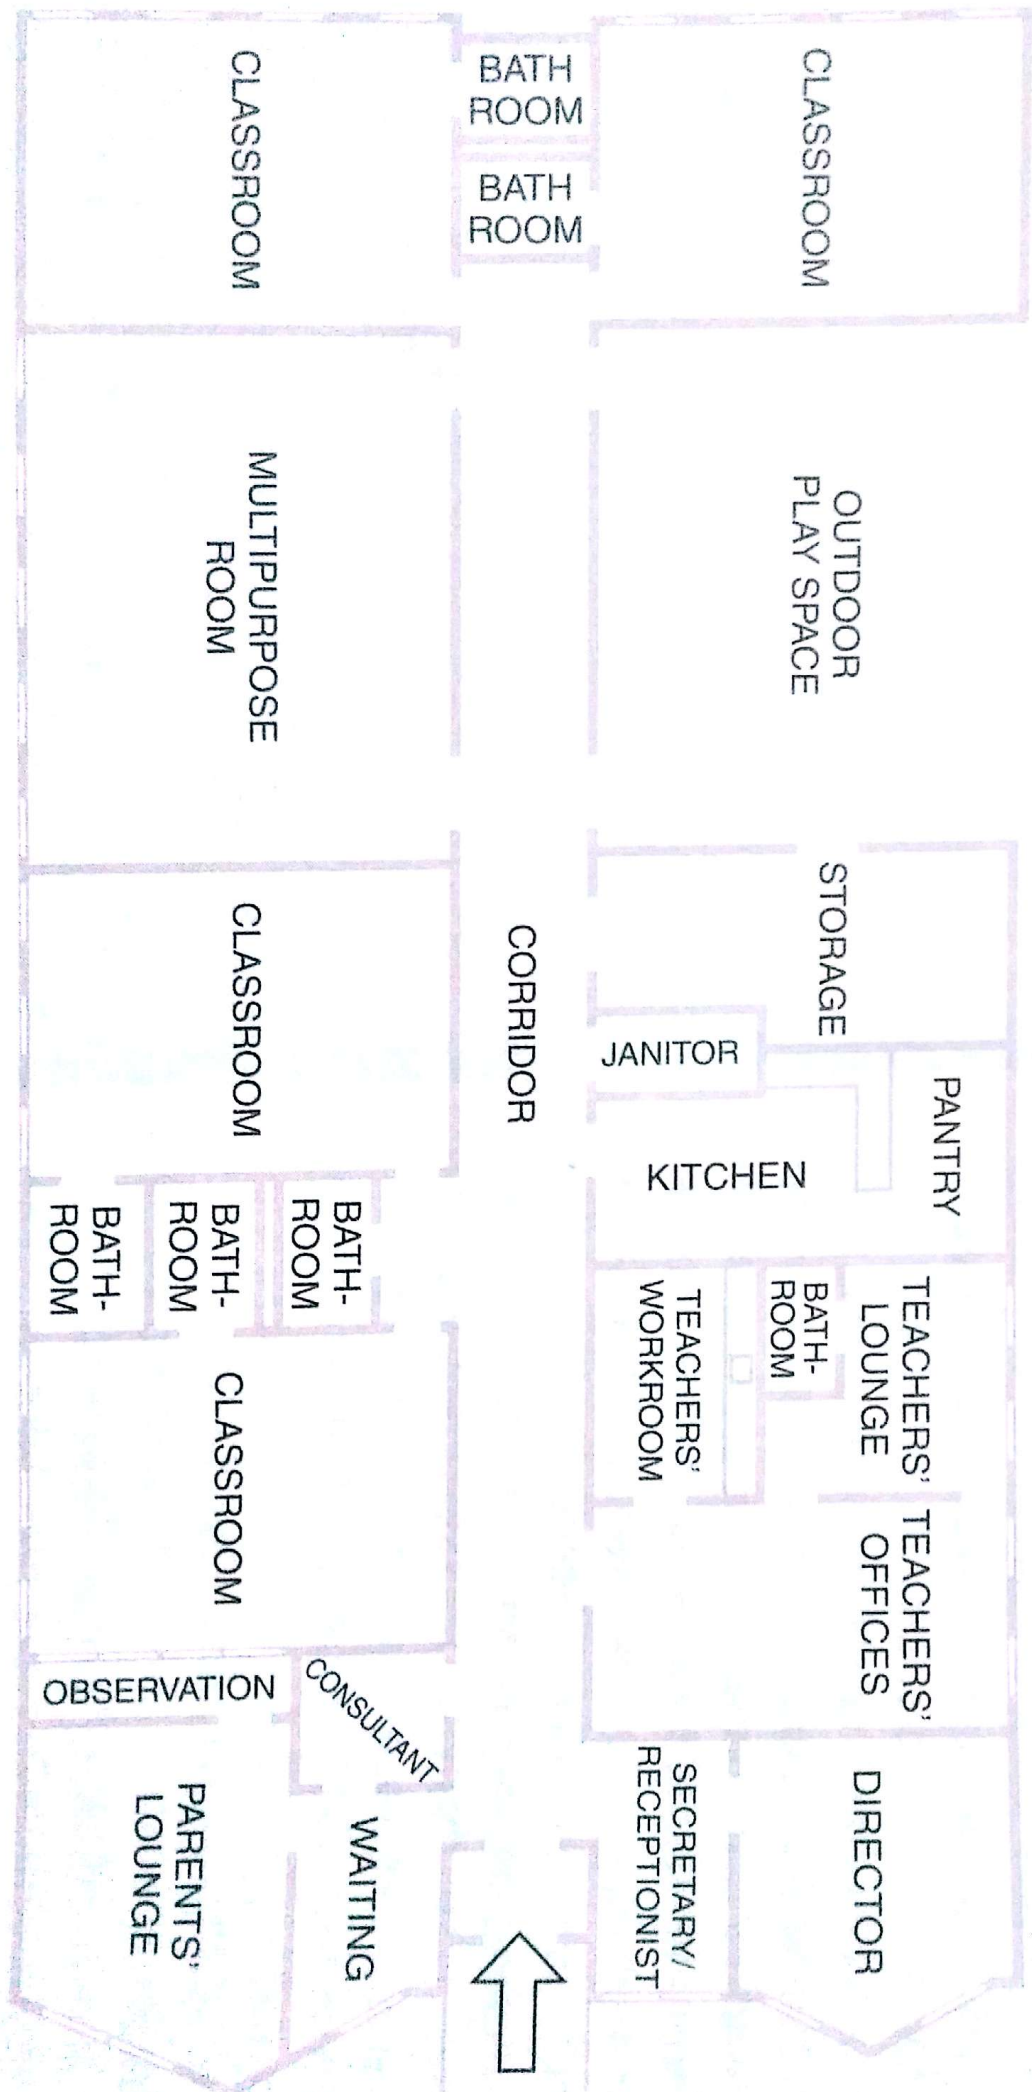 CLASSROOM
BATH
ROOM
BATH
ROOM
CLASSROOM
MULTIPURPOSE
ROOM
OUTDOOR
PLAY SPACE
CLASSROOM
CORRIDOR
STORAGE
JANITOR
PANTRY
KITCHEN
BATH-
ROOM
BATH-
ROOM
BATH-
ROOM
TEACHERS'
WORKROOM
BATH-
ROOM
TEACHERS'
LOUNGE
CLASSROOM
TEACHERS'
OFFICES
OBSERVATION
CONSULTANT
PARENTS'
LOUNGE
WAITING
SECRETARY/
RECEPTIONIST
DIRECTOR